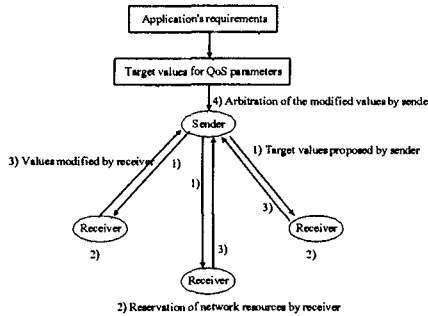 Application's requirements
Target values for QoS parameters
4) Arbitration of the modified values by sende
Sender
1) Target values proposed by sender
3) Values modified by receiver
1)
1)
3)
3)
Receiver
Receiver
2)
2)
Receiver
2) Reservation of network resources by receiver